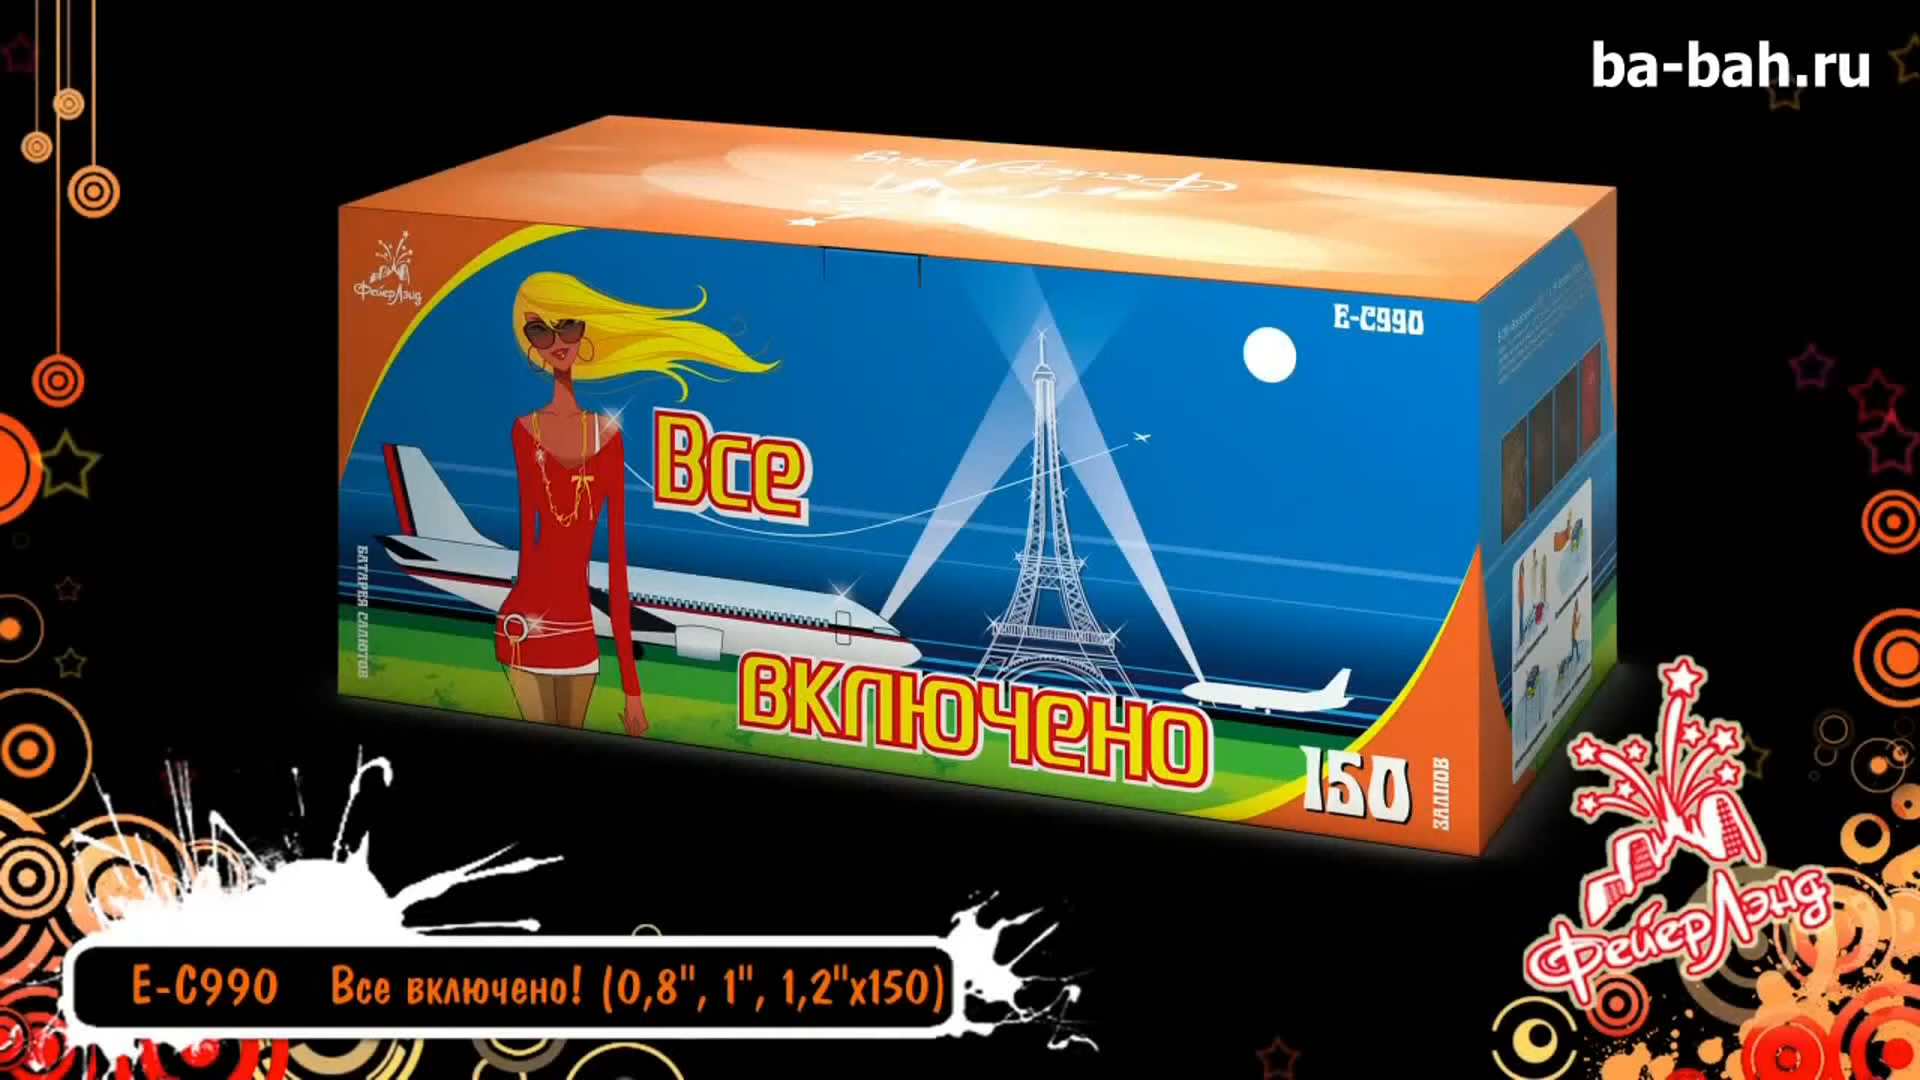 ba-bah.ru
ФейерЛэнд
ФейерЛэнд
E-C990
Все
включено
БАТАРЕЯ САЛЮТОВ
150
ЗАЛПОВ
ФейерЛэнд
E-C990 Все включено! (0,8", 1", 1,2"x150)